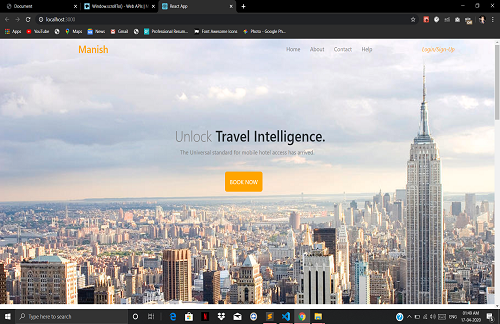 Document
Window.scrollTo() - Web APIs | M
React App
localhost:3000
Apps
YouTube
Maps
News
Gmail
Professional Resum...
Font Awesome Icons
Photo - Google Ph...
Manish
Home About Contact Help
Login/Sign-Up
Unlock Travel Intelligence.
The Universal standard for mobile hotel access has arrived.
BOOK NOW
Type here to search
01:49 AM
17-04-2020